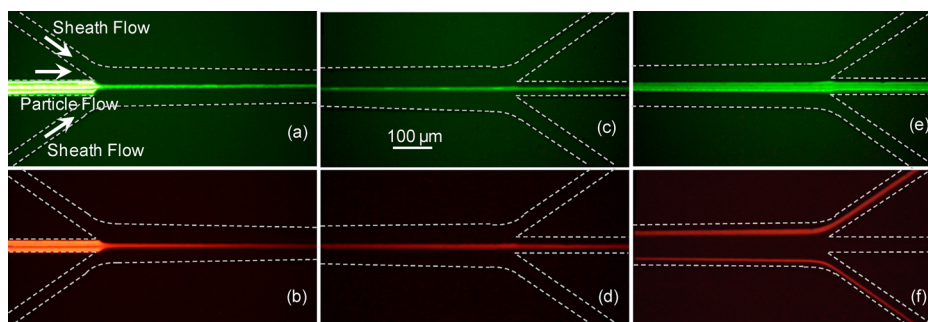 Sheath Flow
Particle Flow
Sheath Flow
(a)
(c)
100 μm
(e)
(b)
(d)
(f)